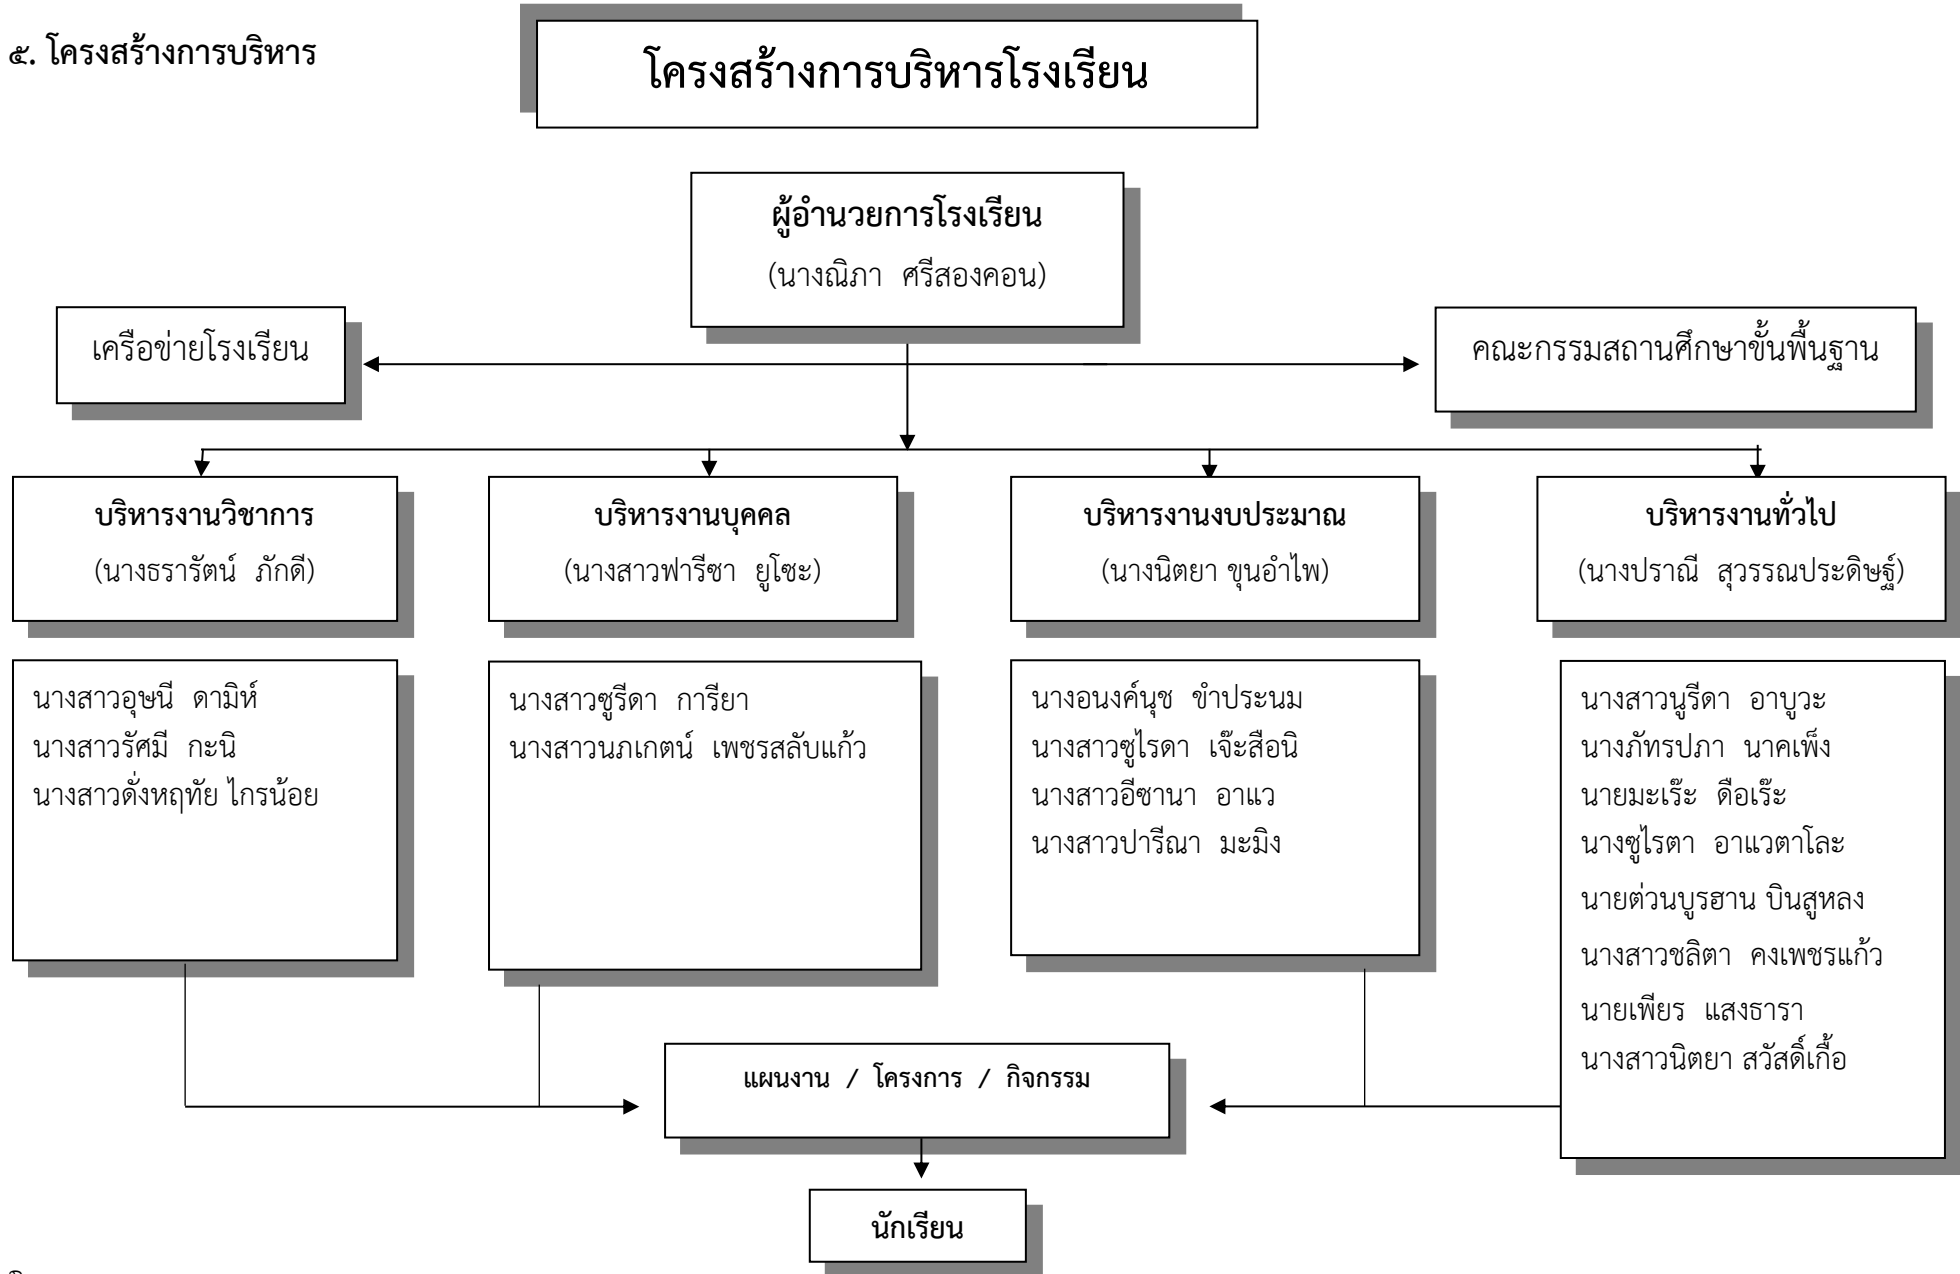 ๕. โครงสร้างการบริหาร
โครงสร้างการบริหารโรงเรียน
ผู้อำนวยการโรงเรียน
(นางณิภา ศรีสองคอน)
เครือข่ายโรงเรียน
คณะกรรมสถานศึกษาขั้นพื้นฐาน
บริหารงานวิชาการ
(นางธรารัตน์ ภักดี)
บริหารงานบุคคล
(นางสาวฟารีซา ยูโซะ)
บริหารงานงบประมาณ
(นางนิตยา ขุนอำไพ)
บริหารงานทั่วไป
(นางปราณี สุวรรณประดิษฐ์)
นางสาวอุษนี ดามิห์
นางสาวรัศมี กะนิ
นางสาวดั่งหฤทัย ไกรน้อย
นางสาวซูรีดา การียา
นางสาวนภเกตน์ เพชรสลับแก้ว
นางอนงค์นุช ขำประนม
นางสาวซูไรดา เจ๊ะสือนิ
นางสาวอีซานา อาแว
นางสาวปารีณา มะมิง
นางสาวนูรีดา อาบูวะ
นางภัทรปภา นาคเพ็ง
นายมะเร๊ะ ดือเร๊ะ
นางซูไรตา อาแวตาโละ
นายต่วนบูรฮาน บินสูหลง
นางสาวชลิตา คงเพชรแก้ว
นายเพียร แสงธารา
นางสาวนิตยา สวัสดิ์เกื้อ
แผนงาน / โครงการ / กิจกรรม
นักเรียน